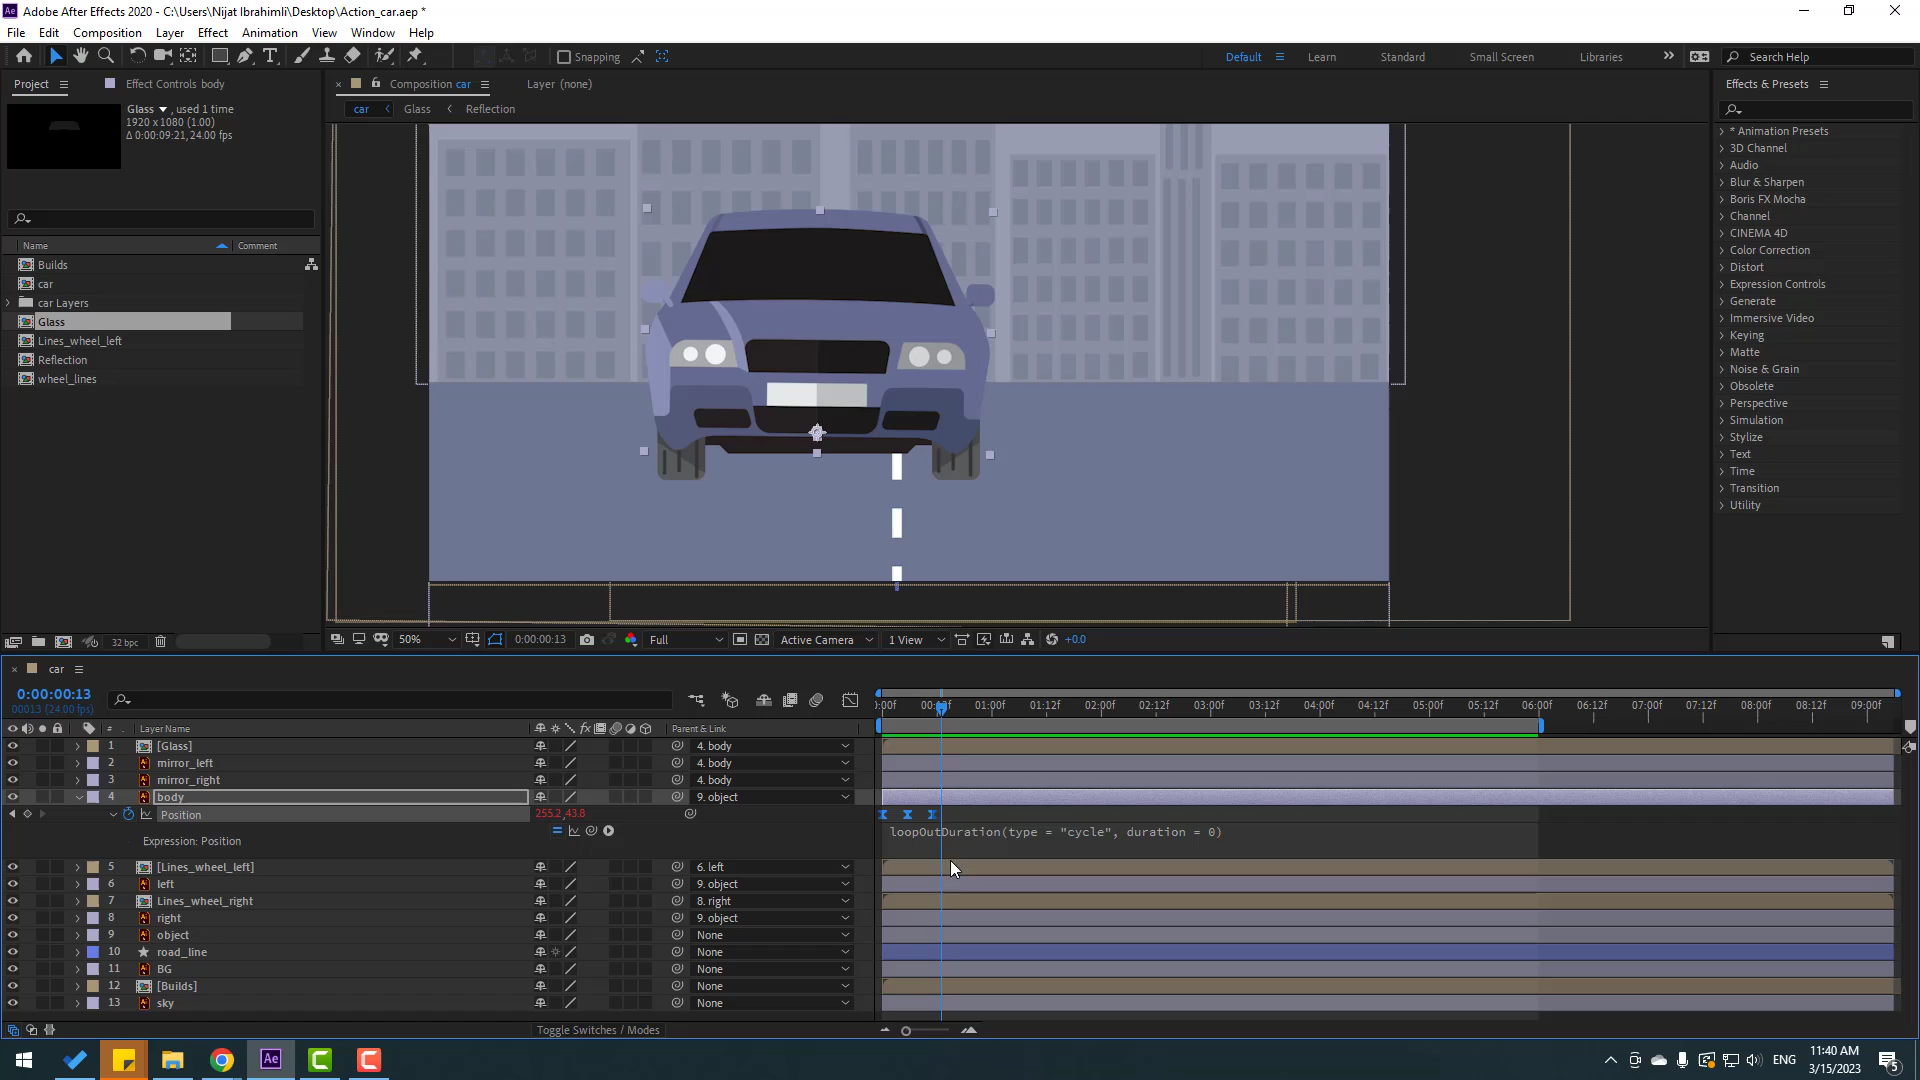 Adobe After Effects 2020 - C:\Users\Nijat Ibrahimli\Desktop\Action_car.aep *
File Edit Composition Layer Effect Animation View Window Help
Snapping
Default Learn Standard Small Screen Libraries
Search Help
Project
Effect Controls body
Composition car
Layer (none)
Effects & Presets
Glass , used 1 time
1920 x 1080 (1.00)
Δ 0:00:09:21, 24.00 fps
car Glass Reflection
Name Comment
Builds
car
car Layers
Glass
Lines_wheel_left
Reflection
wheel_lines
* Animation Presets
3D Channel
Audio
Blur & Sharpen
Boris FX Mocha
Channel
CINEMA 4D
Color Correction
Distort
Expression Controls
Generate
Immersive Video
Keying
Matte
Noise & Grain
Obsolete
Perspective
Simulation
Stylize
Text
Time
Transition
Utility
32 bpc
50% 0:00:00:13 Full Active Camera 1 View +0.0
car
0:00:00:13
00013 (24.00 fps)
01:00f 01:12f 02:00f 02:12f 03:00f 03:12f 04:00f 04:12f 05:00f 05:12f 06:00f 06:12f 07:00f 07:12f 08:00f 08:12f 09:00f
# Layer Name Parent & Link
1 [Glass] 4. body
2 mirror_left 4. body
3 mirror_right 4. body
4 body 9. object
Position 255.2,43.8
Expression: Position
loopOutDuration(type = "cycle", duration = 0)
5 [Lines_wheel_left] 6. left
6 left 9. object
7 Lines_wheel_right 8. right
8 right 9. object
9 object None
10 road_line None
11 BG None
12 [Builds] None
13 sky None
Toggle Switches / Modes
ENG
11:40 AM
3/15/2023
5